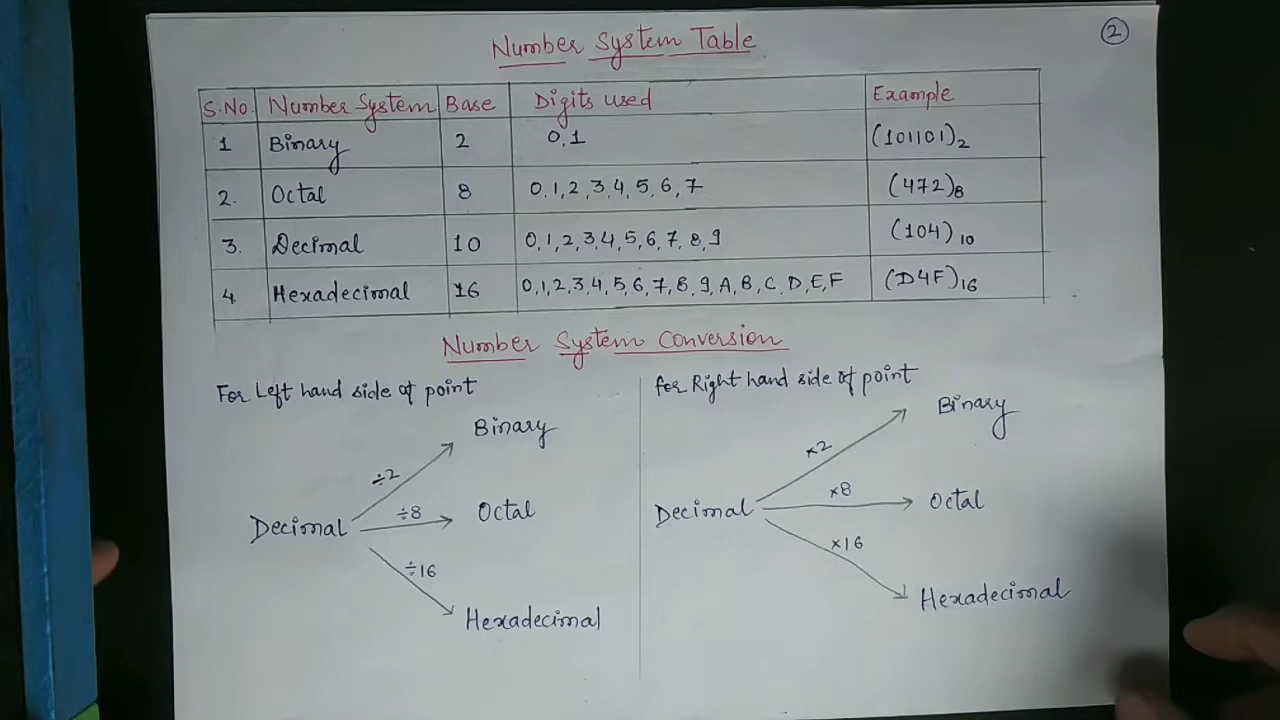 Number System Table
2
S.No. Number System Base Digits used Example
1 Binary 2 0,1 (101101)2
2. Octal 8 0,1,2,3,4,5,6,7 (472)8
3. Decimal 10 0,1,2,3,4,5,6,7,8,9 (104)10
4. Hexadecimal 16 0,1,2,3,4,5,6,7,8,9,A,B,C,D,E,F (D4F)16
Number System Conversion
For Left hand side of point
Binary
÷2
Decimal ÷8 Octal
÷16
Hexadecimal
for Right hand side of point
Binary
×2
Decimal ×8 Octal
×16
Hexadecimal